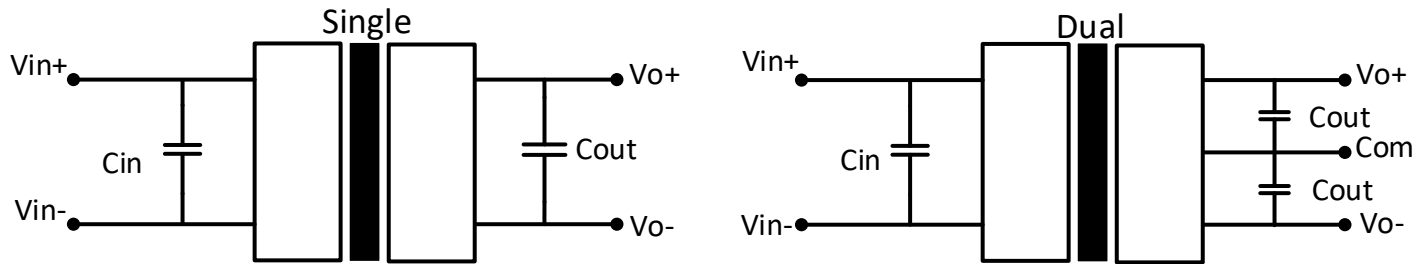 Single
Vin+
Vo+
Cin
Cout
Vin-
Vo-
Dual
Vin+
Vo+
Cout
Com
Cin
Cout
Vin-
Vo-